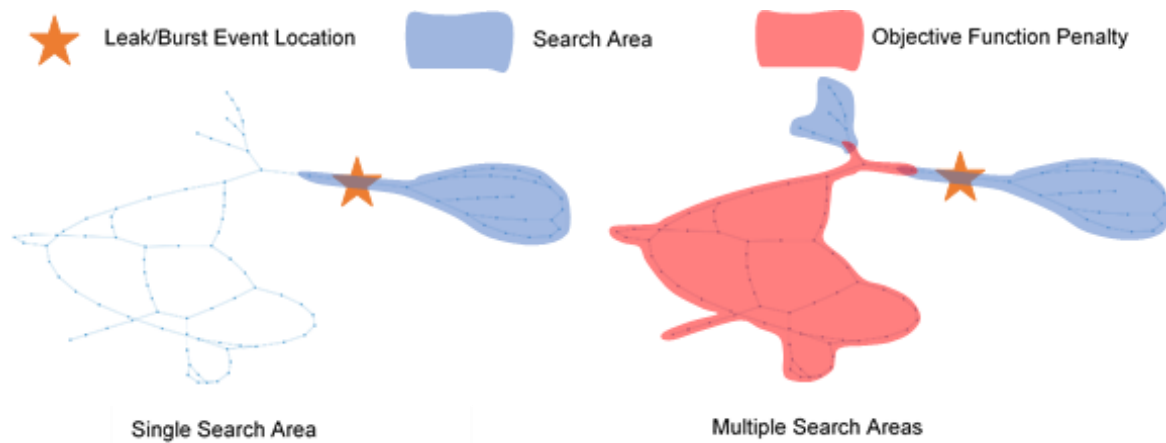 Leak/Burst Event Location
Search Area
Objective Function Penalty
Single Search Area
Multiple Search Areas